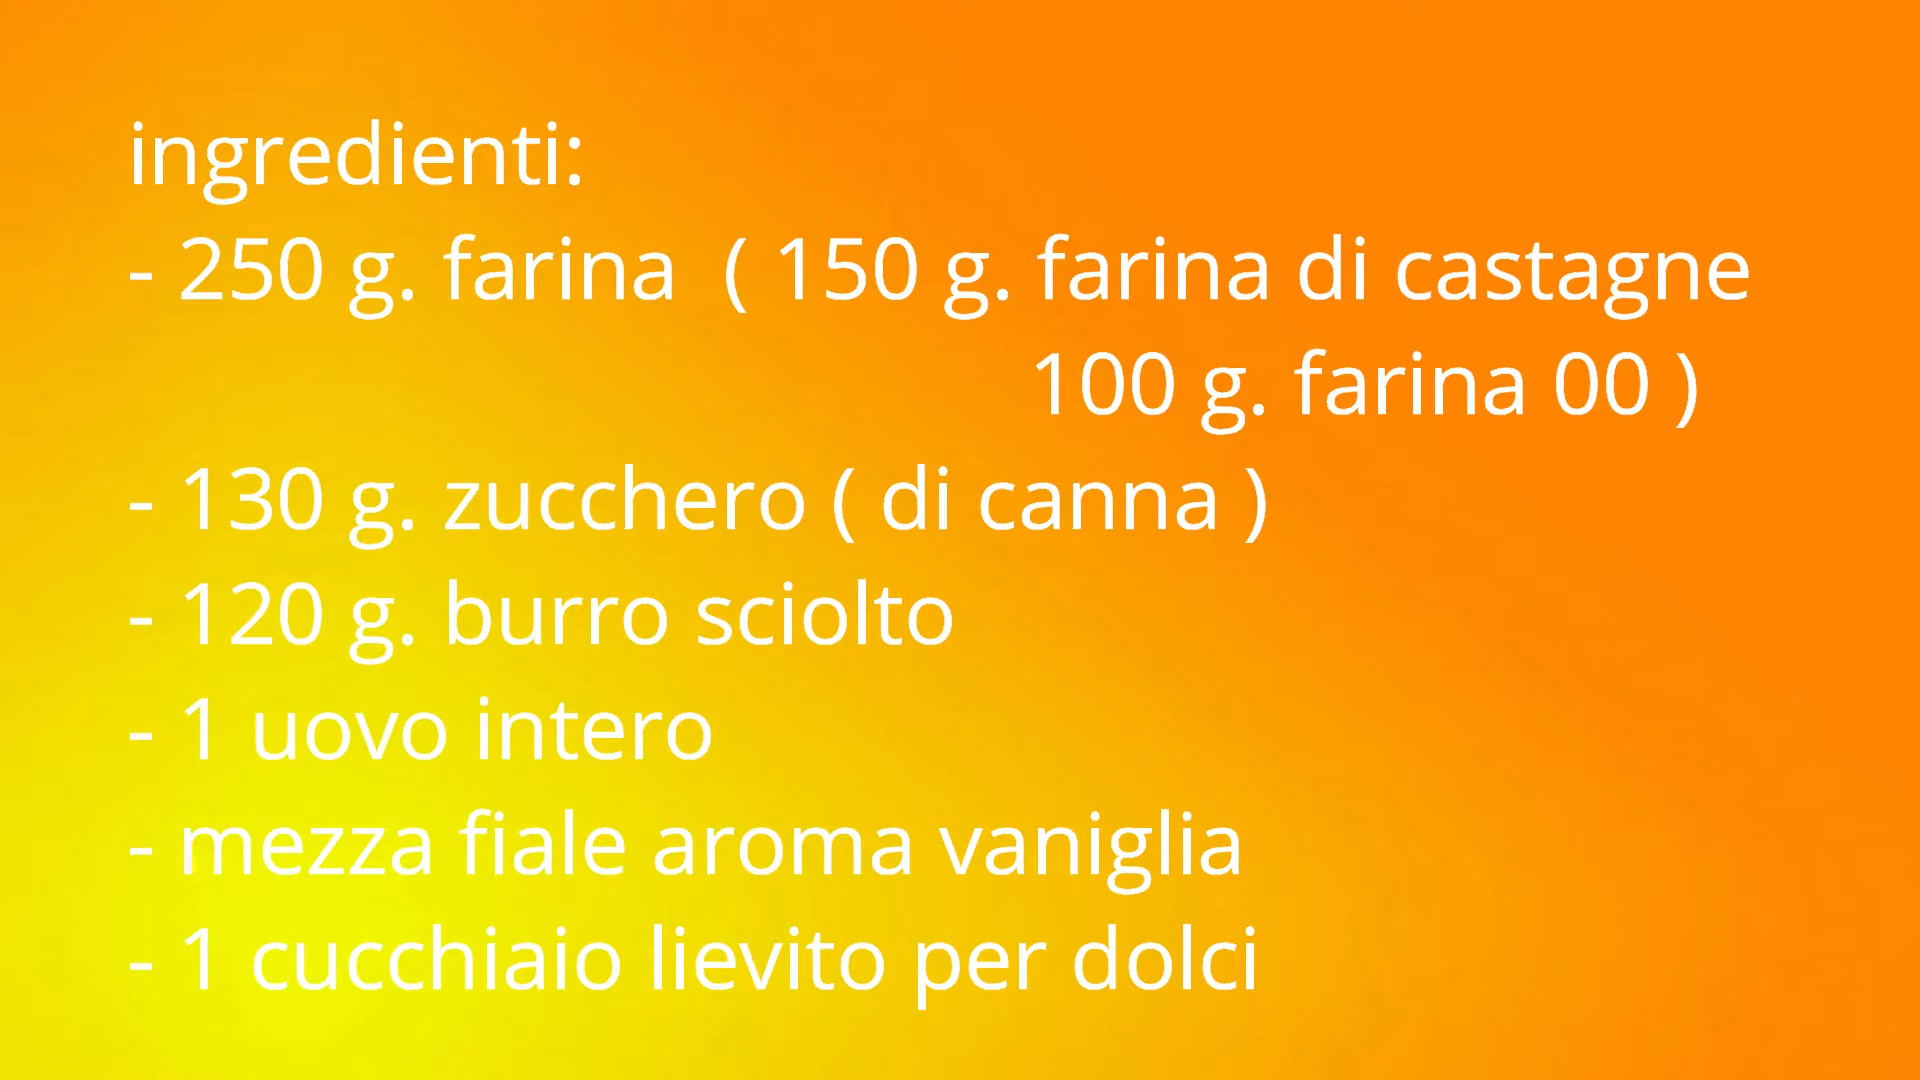 ingredienti:
- 250 g. farina ( 150 g. farina di castagne
100 g. farina 00 )
- 130 g. zucchero ( di canna )
- 120 g. burro sciolto
- 1 uovo intero
- mezza fiale aroma vaniglia
- 1 cucchiaio lievito per dolci